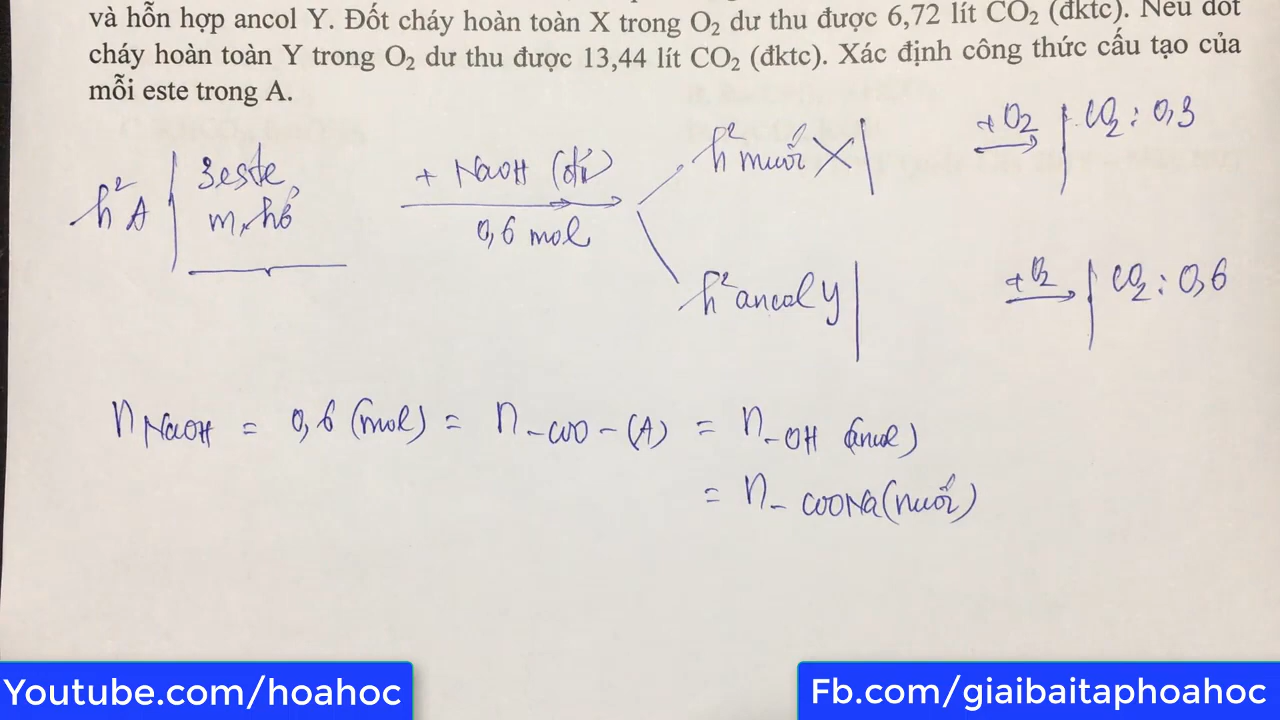 và hỗn hợp ancol Y. Đốt cháy hoàn toàn X trong O₂ dư thu được 6,72 lít CO₂ (đktc). Nếu đốt
cháy hoàn toàn Y trong O₂ dư thu được 13,44 lít CO₂ (đktc). Xác định công thức cấu tạo của
mỗi este trong A.
h² A | 3 este, m, hở
+ NaOH (đủ)
0,6 mol
h² muối X |
+ O₂ | CO₂ : 0,3
h² ancol Y |
+ O₂ | CO₂ : 0,6
n NaOH = 0,6 (mol) = n -COO- (A) = n -OH (ancol)
= n -COONa (muối)
Youtube.com/hoahoc
Fb.com/giaibaitaphoahoc